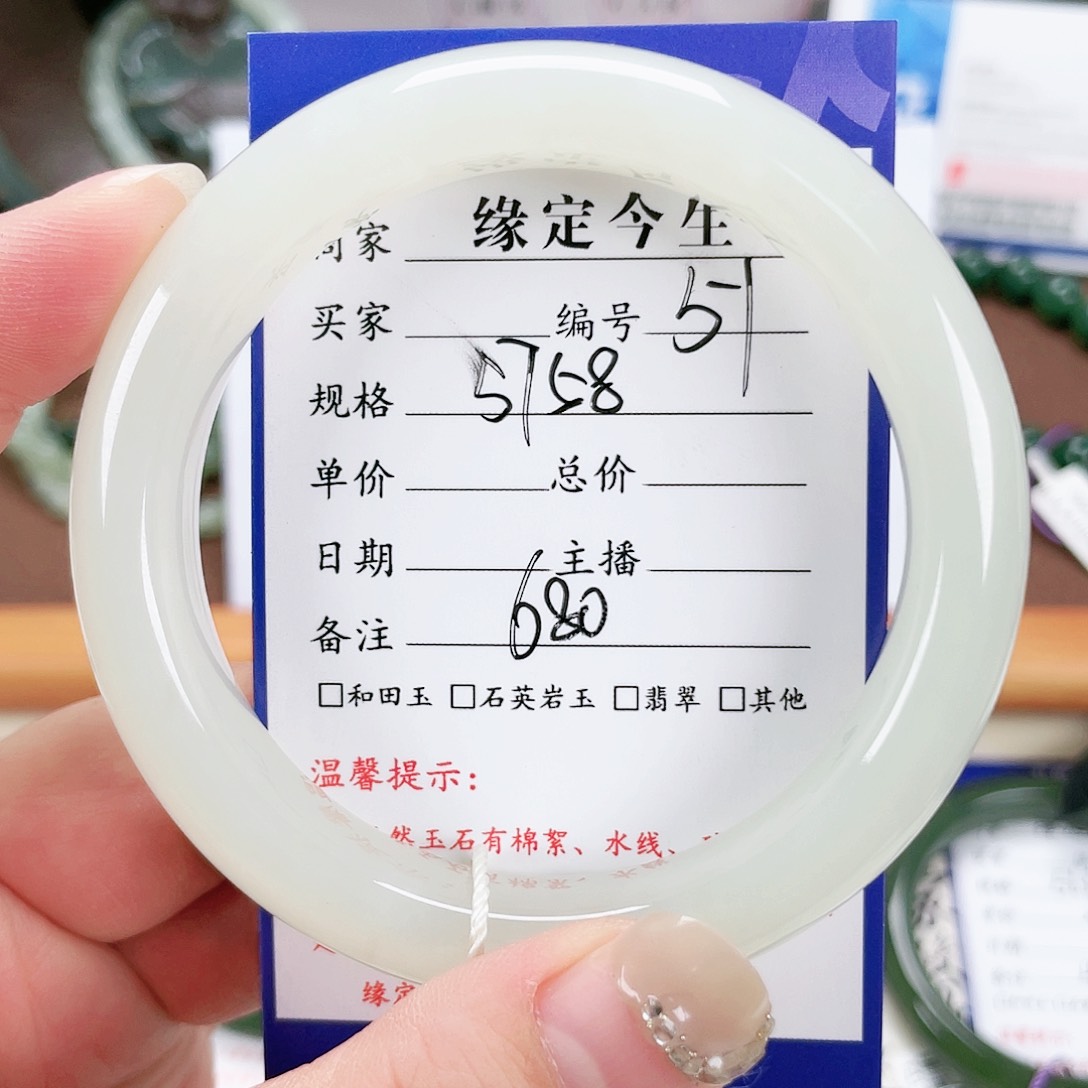 商家 缘定今生
买家 编号 51
规格 5158
单价 总价
日期 主播
备注 680
□和田玉 □石英岩玉 □翡翠 □其他
温馨提示:
然玉石有棉絮、水线、
缘定